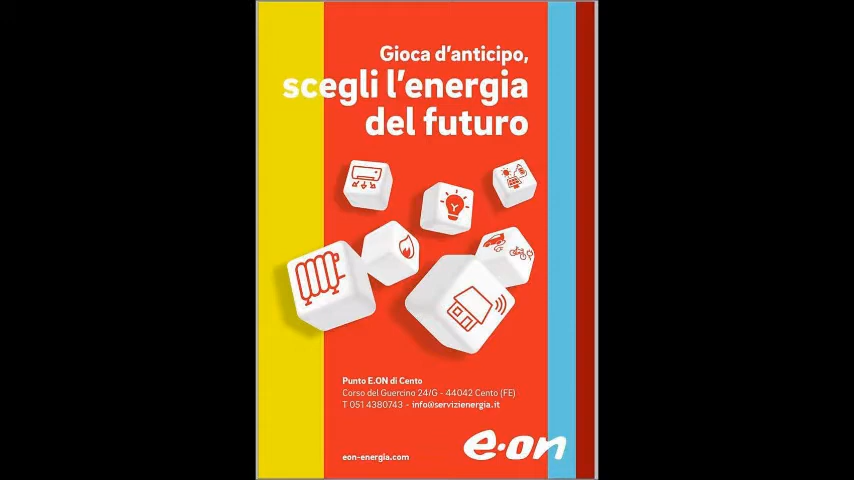 Gioca d'anticipo,
scegli l'energia
del futuro
Punto E.ON di Cento
Corso del Guercino 24/G - 44042 Cento (FE)
T 051 4380743 - info@servizienergia.it
eon-energia.com
e·on